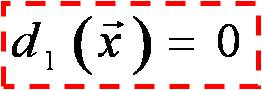 d₁(x⃗) = 0